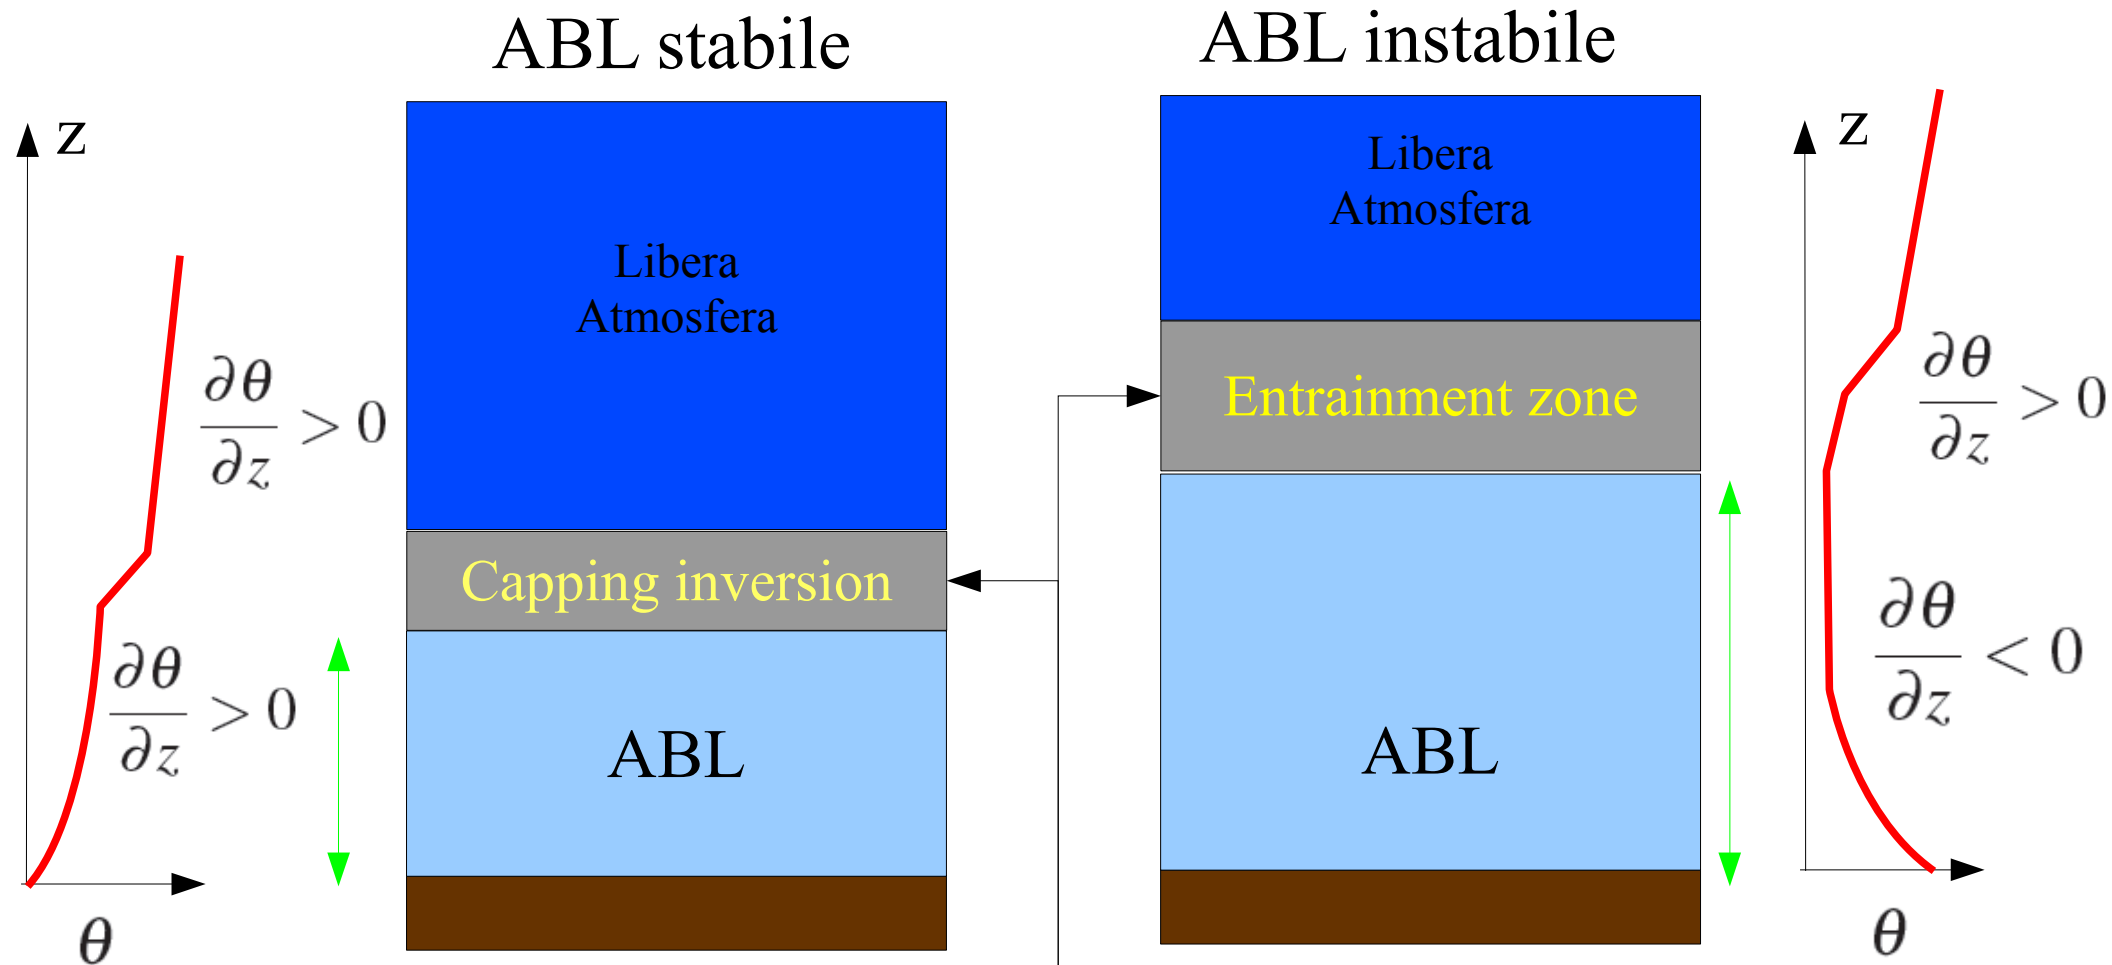 ABL stabile
ABL instabile
z
Libera
Atmosfera
∂θ/∂z > 0
Capping inversion
∂θ/∂z > 0
ABL
θ
Libera
Atmosfera
Entrainment zone
ABL
z
∂θ/∂z > 0
∂θ/∂z < 0
θ